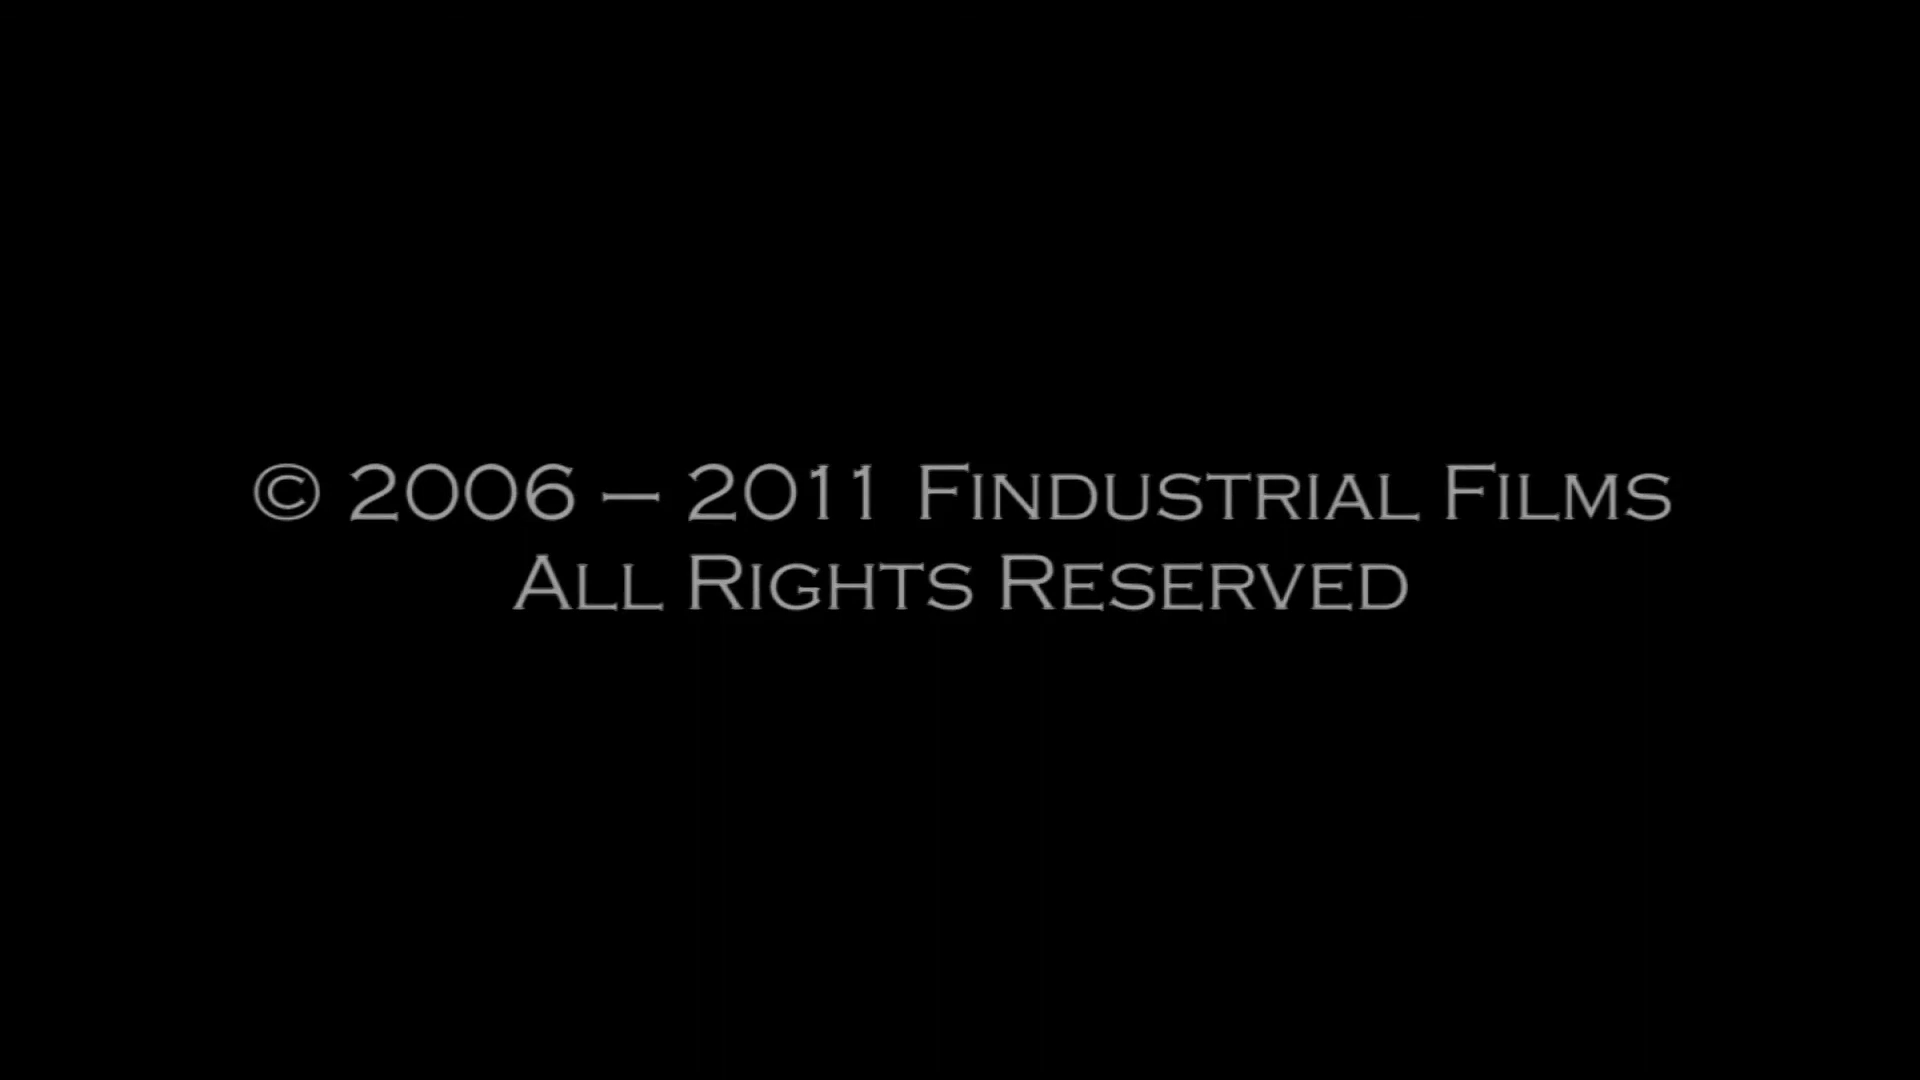 © 2006 – 2011 Findustrial Films
All Rights Reserved